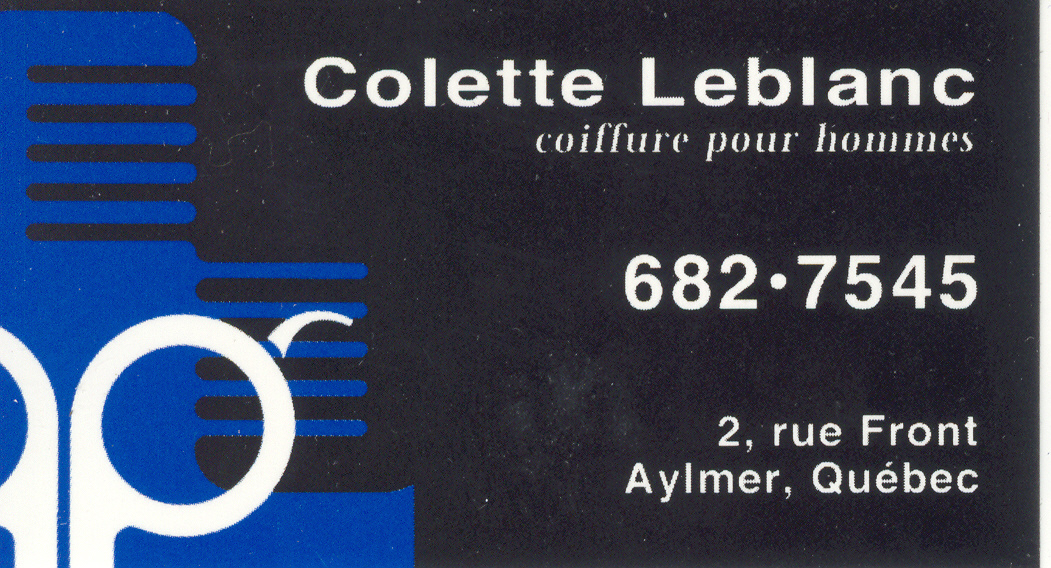 Colette Leblanc
coiffure pour hommes
682•7545
2, rue Front
Aylmer, Québec